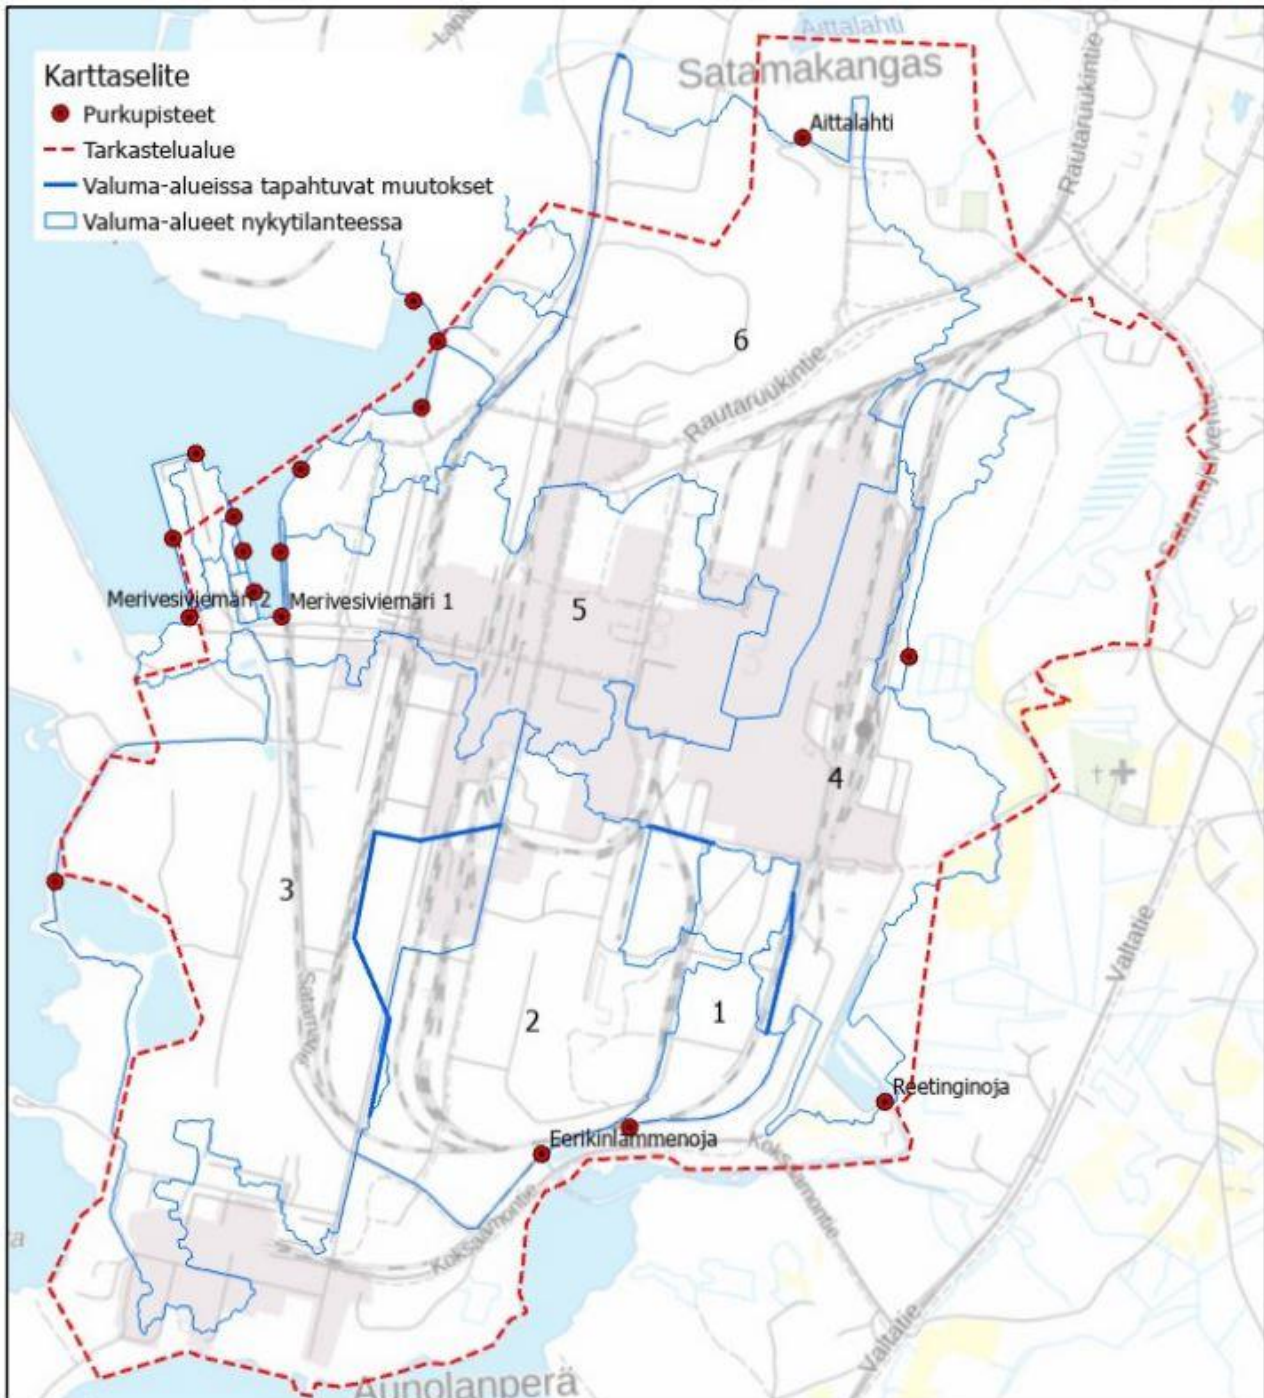 Aittalahti
Satamakangas
Karttaselite
Purkupisteet
Tarkastelualue
Valuma-alueissa tapahtuvat muutokset
Valuma-alueet nykytilanteessa
Aittalahti
Rautaruukintie
6
Rautaruukintie
Merivesiviemäri 2
Merivesiviemäri 1
5
4
3
Valtatie
2
1
Reetinginoja
Eerikinlammenoja
Koksaamontie
Koksaamontie
Valtatie
Aunolanperä